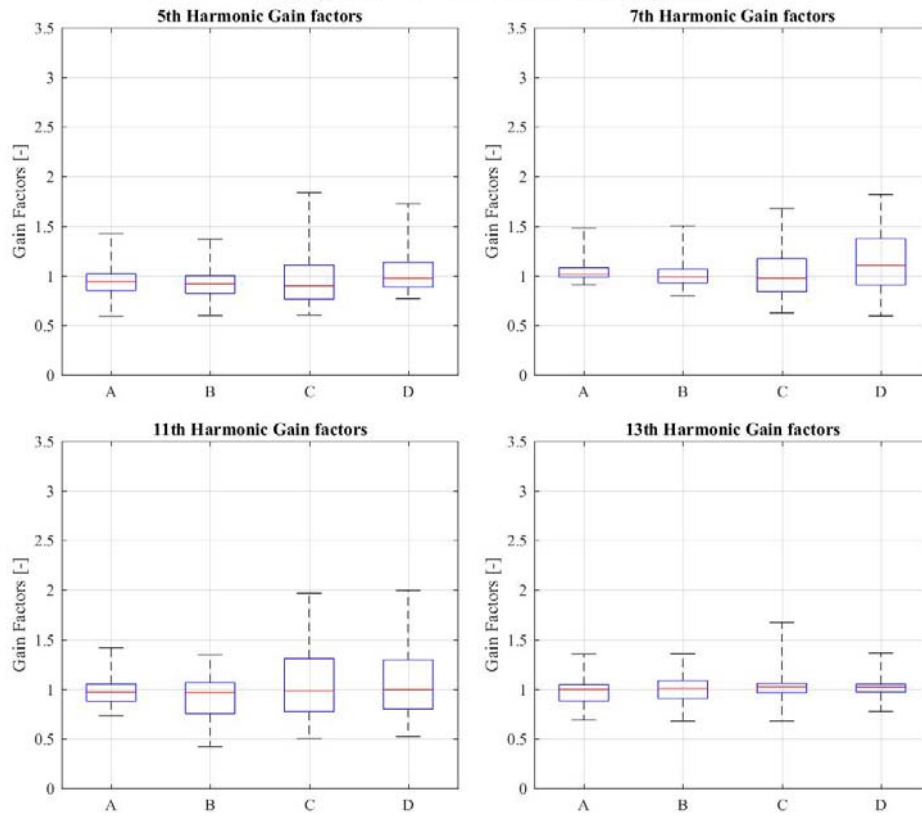 5th Harmonic Gain factors
7th Harmonic Gain factors
3.5
3
2.5
2
1.5
1
0.5
0
Gain Factors [-]
A B C D
3.5
3
2.5
2
1.5
1
0.5
0
Gain Factors [-]
A B C D
11th Harmonic Gain factors
13th Harmonic Gain factors
3.5
3
2.5
2
1.5
1
0.5
0
Gain Factors [-]
A B C D
3.5
3
2.5
2
1.5
1
0.5
0
Gain Factors [-]
A B C D